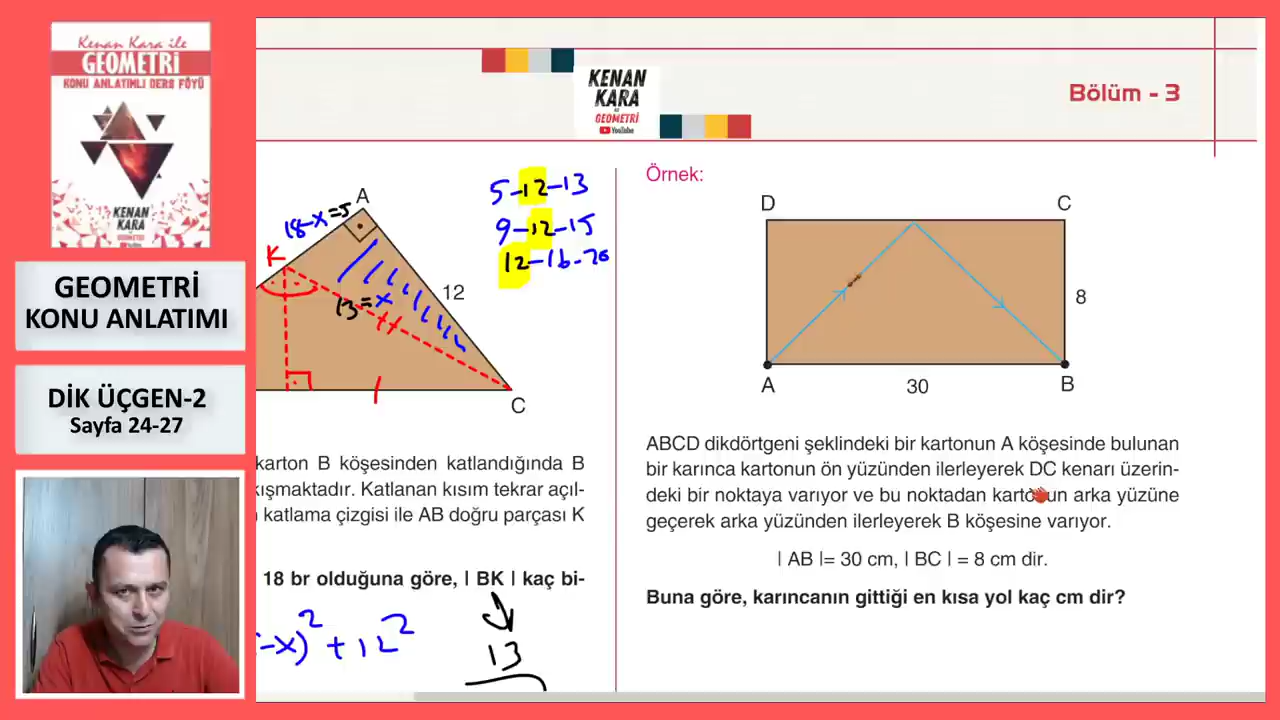 Kenan Kara ile
GEOMETRİ
KONU ANLATIMLI DERS FÖYÜ
KENAN
KARA
GEOMETRİ
GEOMETRİ
KONU ANLATIMI
DİK ÜÇGEN-2
Sayfa 24-27
KENAN
KARA
GEOMETRİ
YouTube
Bölüm - 3
A
18-x=5
K
13=x
12
C
5-12-13
9-12-15
12-16-20
karton B köşesinden katlandığında B
kışmaktadır. Katlanan kısım tekrar açıl-
katlama çizgisi ile AB doğru parçası K
18 br olduğuna göre, | BK | kaç bi-
-x)² + 12²
13
Örnek:
D
C
8
A
30
B
ABCD dikdörtgeni şeklindeki bir kartonun A köşesinde bulunan
bir karınca kartonun ön yüzünden ilerleyerek DC kenarı üzerin-
deki bir noktaya varıyor ve bu noktadan kartonun arka yüzüne
geçerek arka yüzünden ilerleyerek B köşesine varıyor.
| AB |= 30 cm, | BC | = 8 cm dir.
Buna göre, karıncanın gittiği en kısa yol kaç cm dir?